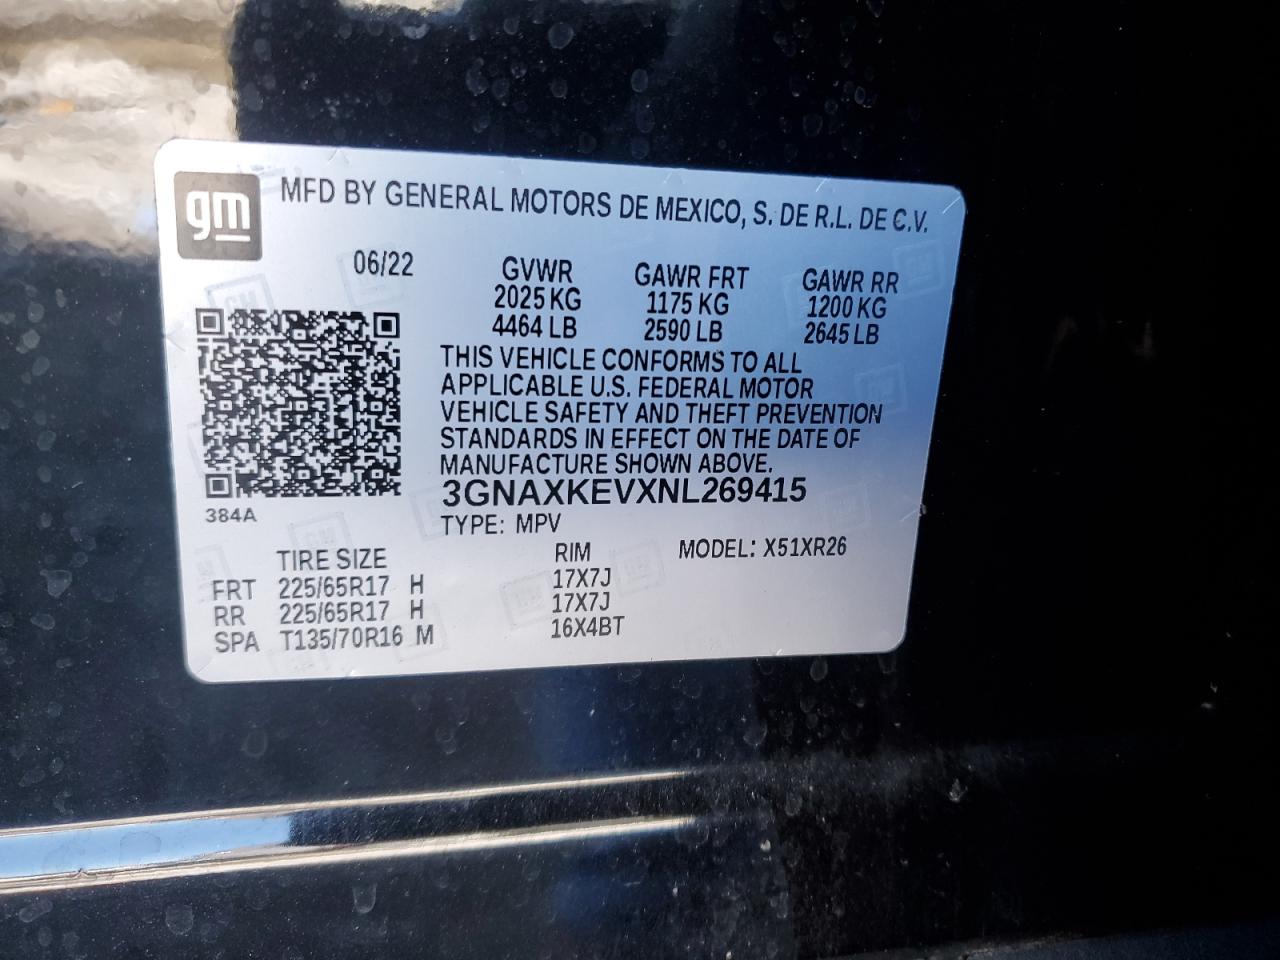 gm
MFD BY GENERAL MOTORS DE MEXICO, S. DE R.L. DE C.V.
06/22 GVWR GAWR FRT GAWR RR
2025 KG 1175 KG 1200 KG
4464 LB 2590 LB 2645 LB
THIS VEHICLE CONFORMS TO ALL
APPLICABLE U.S. FEDERAL MOTOR
VEHICLE SAFETY AND THEFT PREVENTION
STANDARDS IN EFFECT ON THE DATE OF
MANUFACTURE SHOWN ABOVE.
3GNAXKEVXNL269415
384A
TYPE: MPV
TIRE SIZE RIM MODEL: X51XR26
FRT 225/65R17 H 17X7J
RR 225/65R17 H 17X7J
SPA T135/70R16 M 16X4BT